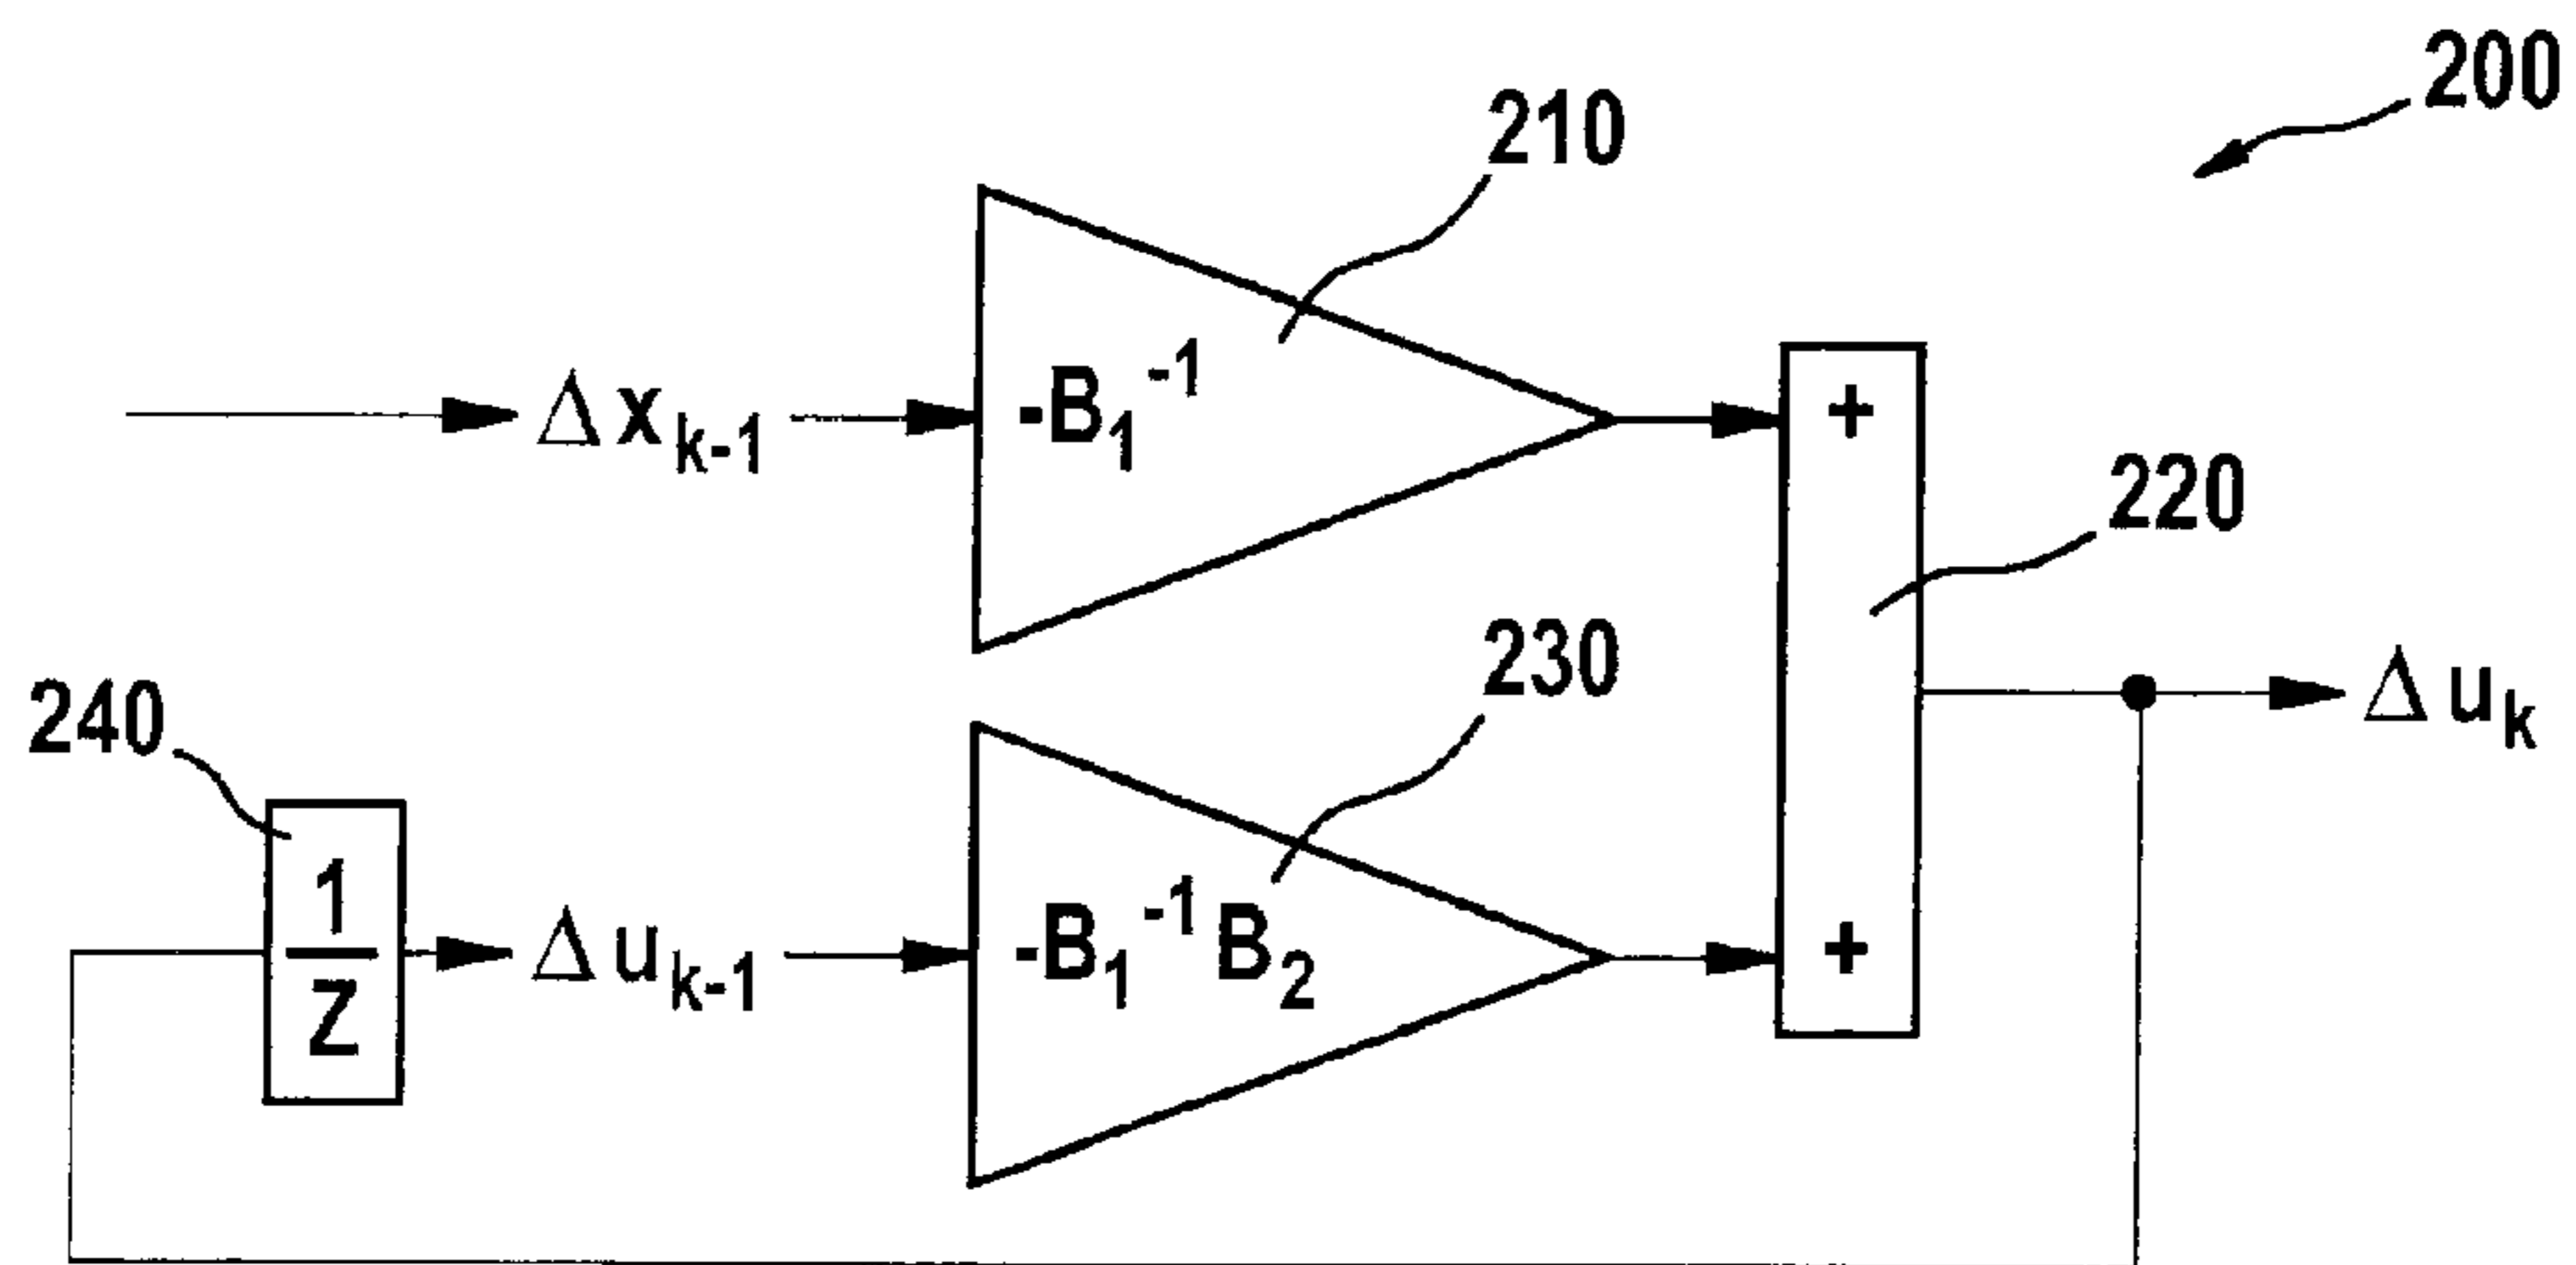 200
210
Δx_{k-1}
-B_1^{-1}
+
220
230
240
Δu_k
1/Z
Δu_{k-1}
-B_1^{-1} B_2
+